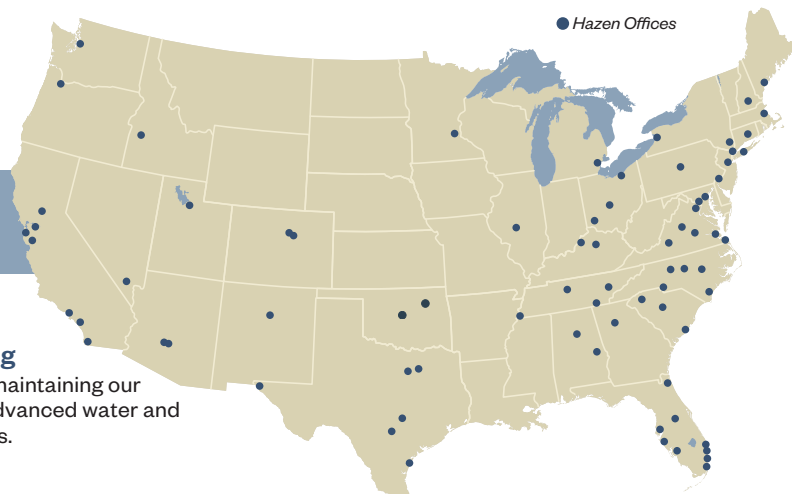 Hazen Offices
g
naintaining our
dvanced water and
s.